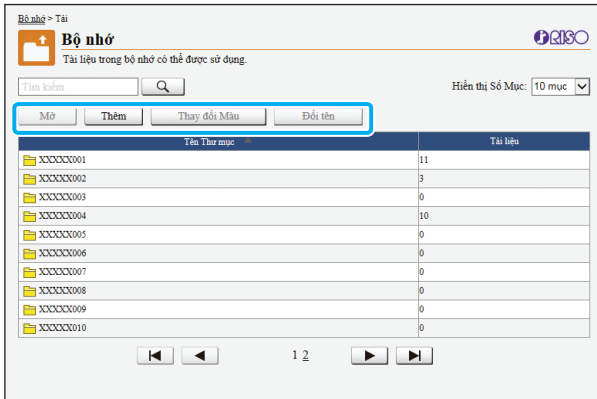 Bộ nhớ > Tải
Bộ nhớ
RISO
Tài liệu trong bộ nhớ có thể được sử dụng.
Tìm kiếm
Hiển thị Số Mục: 10 mục
Mở Thêm Thay đổi Màu Đổi tên
Tên Thư mục Tài liệu
XXXXX001 11
XXXXX002 3
XXXXX003 0
XXXXX004 10
XXXXX005 0
XXXXX006 0
XXXXX007 0
XXXXX008 0
XXXXX009 0
XXXXX010 0
1 2